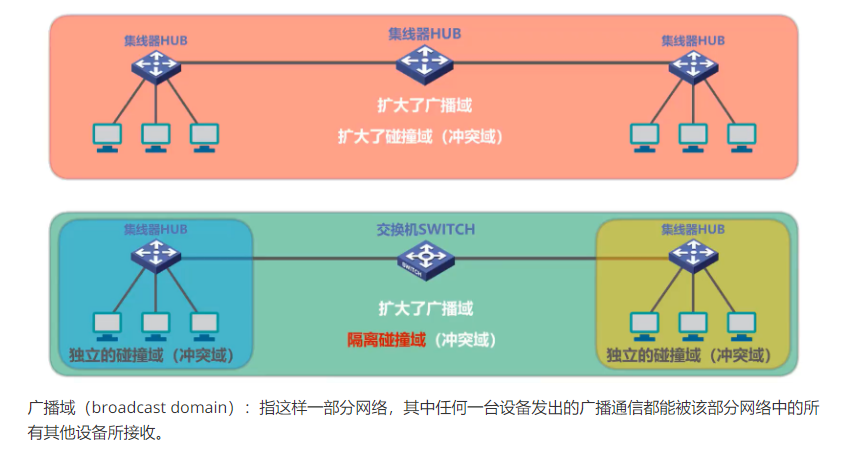 集线器HUB
集线器HUB
集线器HUB
扩大了广播域
扩大了碰撞域（冲突域）
集线器HUB
交换机SWITCH
集线器HUB
SWITCH
扩大了广播域
隔离碰撞域（冲突域）
独立的碰撞域（冲突域）
独立的碰撞域（冲突域）
广播域（broadcast domain）：指这样一部分网络，其中任何一台设备发出的广播通信都能被该部分网络中的所
有其他设备所接收。